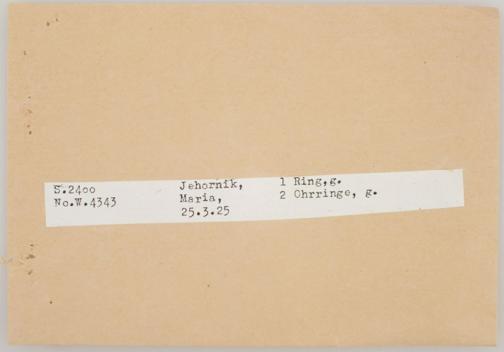 S.2400 Jehornik, 1 Ring,g.
No.W.4343 Maria, 2 Ohrringe, g.
25.3.25